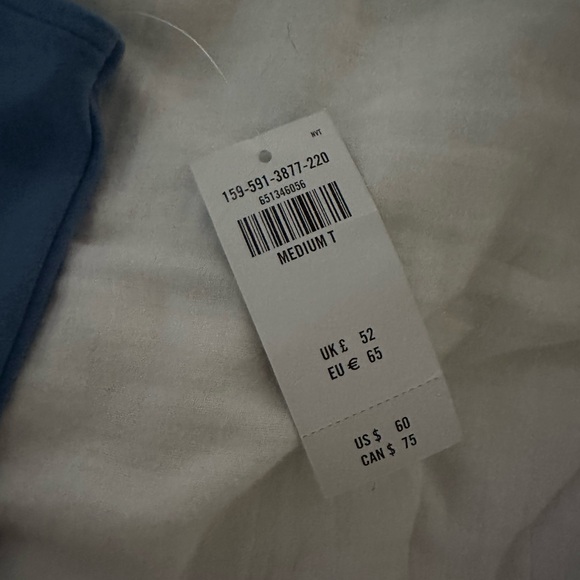 NVT
159-591-3877-220
651346056
MEDIUM T
UK £ 52
EU € 65
US $ 60
CAN $ 75